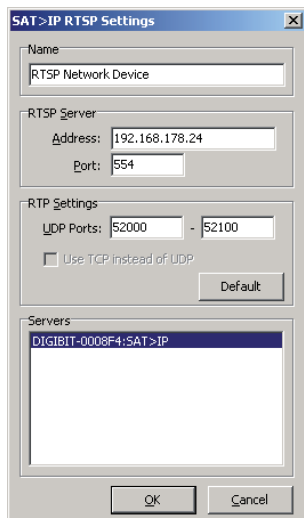 SAT>IP RTSP Settings
Name
RTSP Network Device
RTSP Server
Address: 192.168.178.24
Port: 554
RTP Settings
UDP Ports: 52000 - 52100
Use TCP instead of UDP
Default
Servers
DIGIBIT-0008F4:SAT>IP
OK Cancel